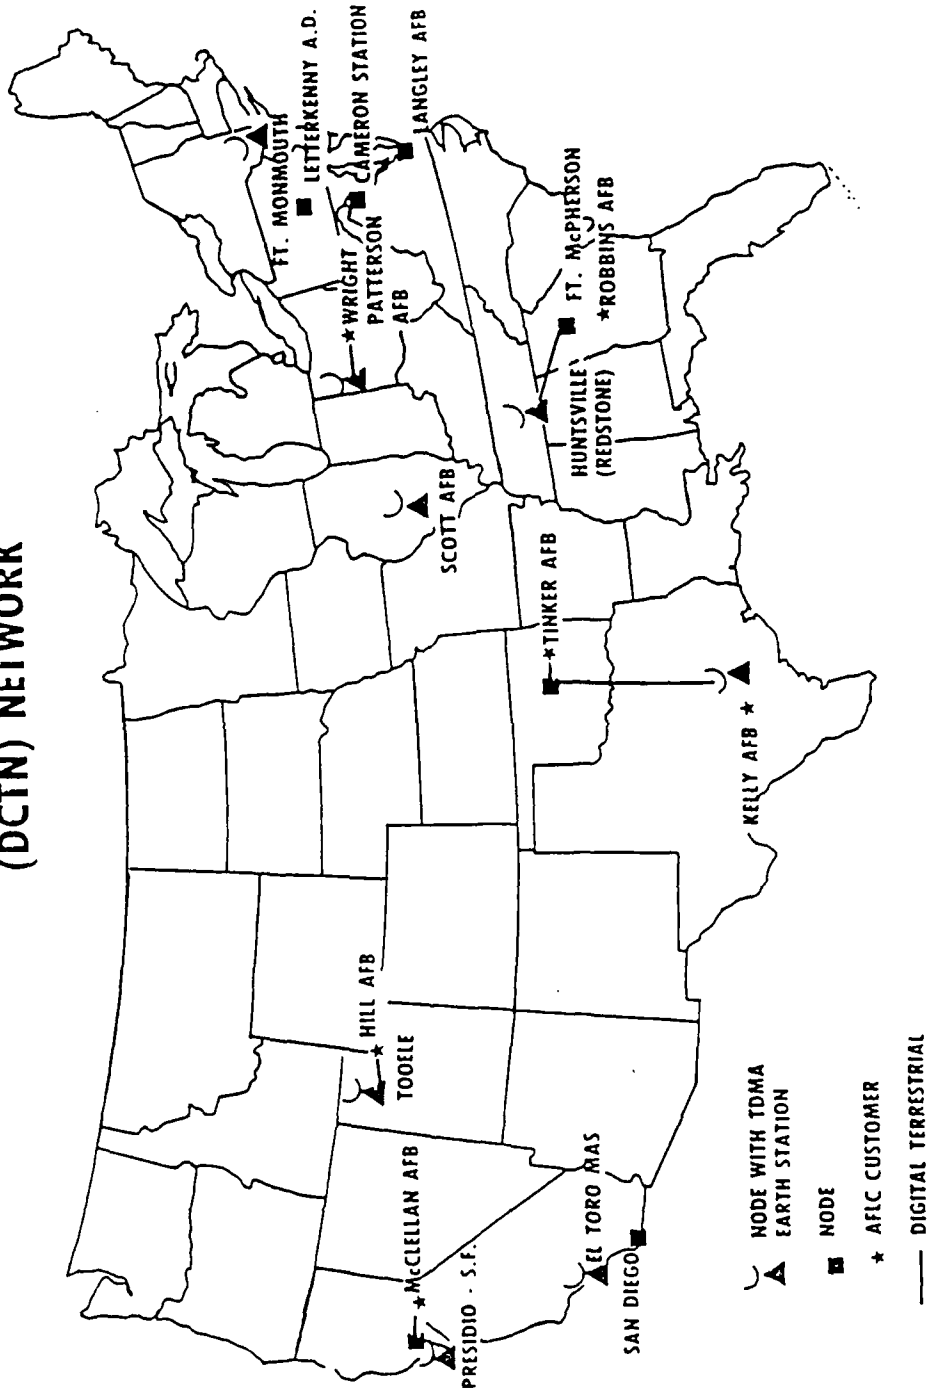 (DCTN) NETWORK
FT. MONMOUTH
LETTERKENNY A.D.
CAMERON STATION
LANGLEY AFB
WRIGHT
PATTERSON
AFB
FT. McPHERSON
ROBBINS AFB
HUNTSVILLE
(REDSTONE)
SCOTT AFB
TINKER AFB
KELLY AFB
HILL AFB
TOOELE
McCLELLAN AFB
PRESIDIO - S.F.
EL TORO MAS
SAN DIEGO
NODE WITH TDMA
EARTH STATION
NODE
AFLC CUSTOMER
DIGITAL TERRESTRIAL